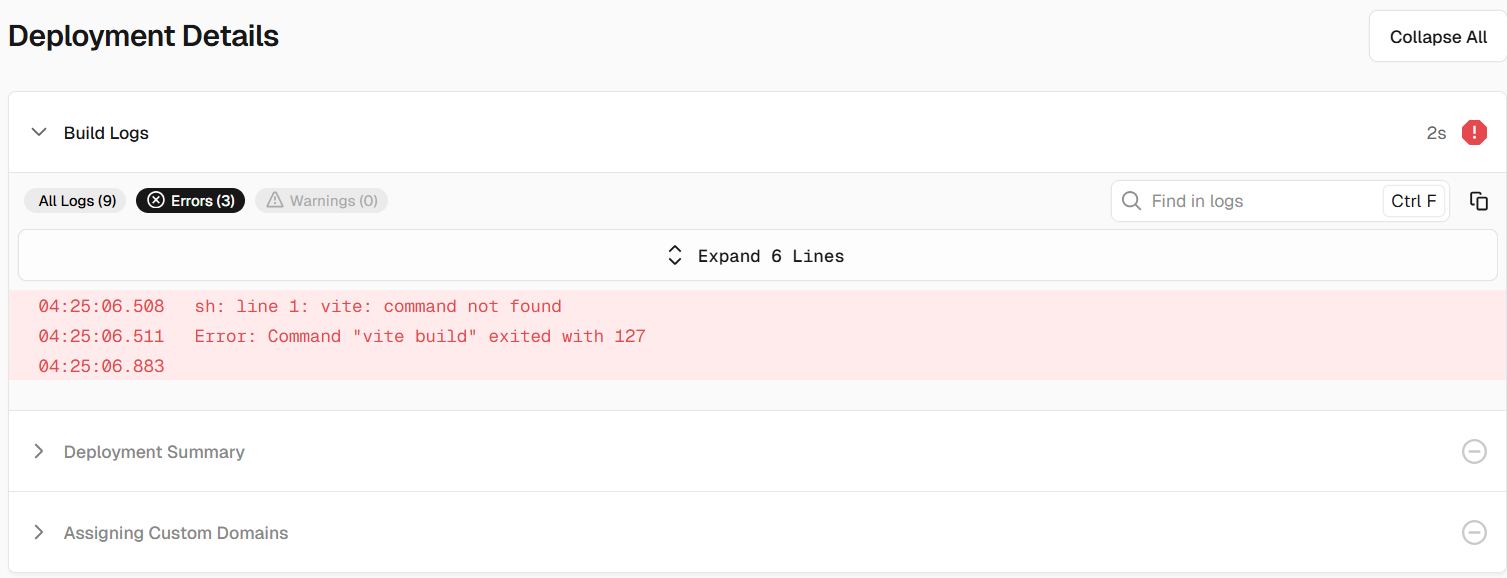 Deployment Details
Collapse All
Build Logs
2s
All Logs (9)
Errors (3)
Warnings (0)
Find in logs
Ctrl F
Expand 6 Lines
04:25:06.508 sh: line 1: vite: command not found
04:25:06.511 Error: Command "vite build" exited with 127
04:25:06.883
Deployment Summary
Assigning Custom Domains